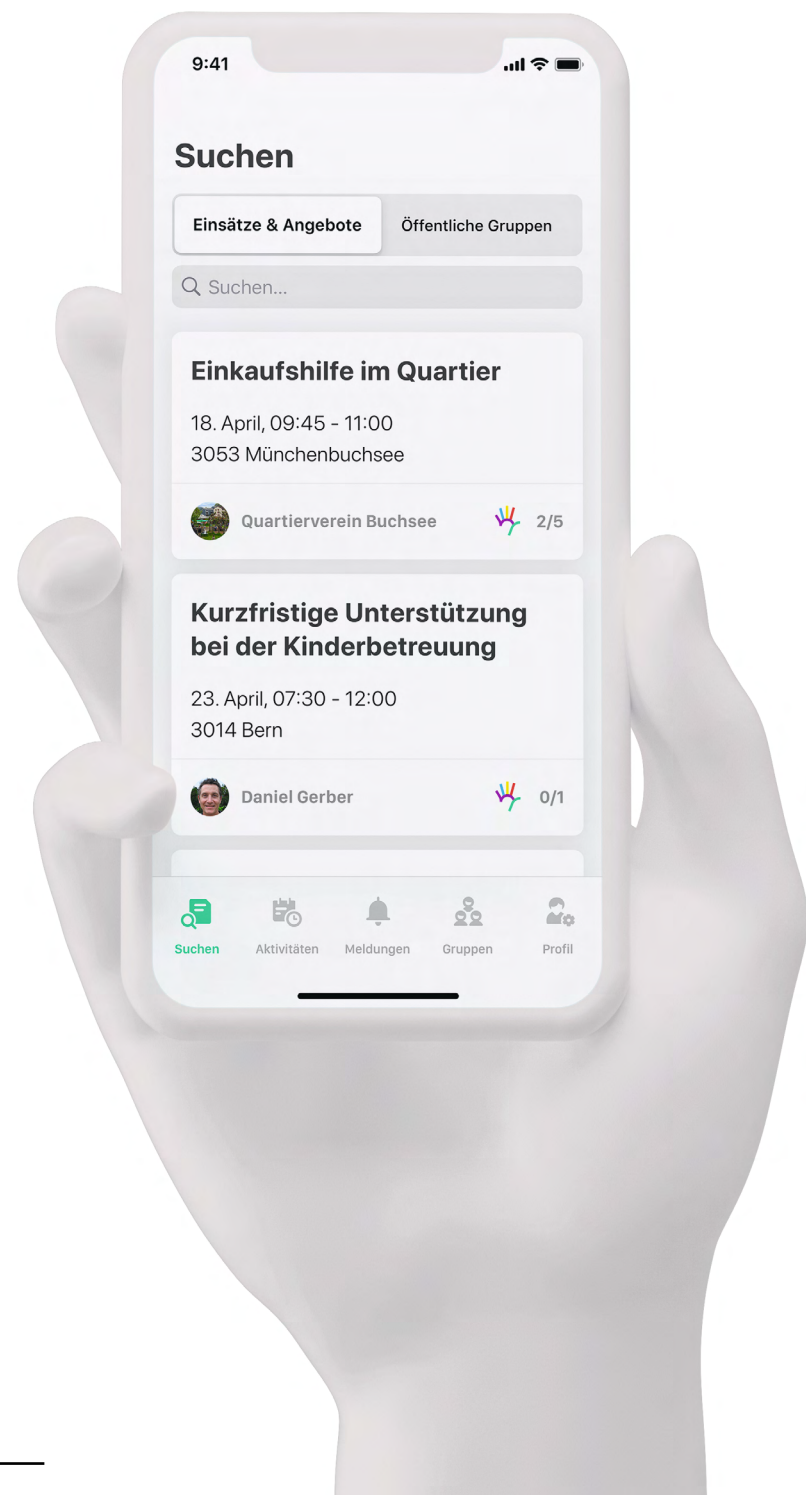 9:41
Suchen
Einsätze & Angebote Öffentliche Gruppen
Suchen...
Einkaufshilfe im Quartier
18. April, 09:45 - 11:00
3053 Münchenbuchsee
Quartierverein Buchsee 2/5
Kurzfristige Unterstützung
bei der Kinderbetreuung
23. April, 07:30 - 12:00
3014 Bern
Daniel Gerber 0/1
Suchen Aktivitäten Meldungen Gruppen Profil